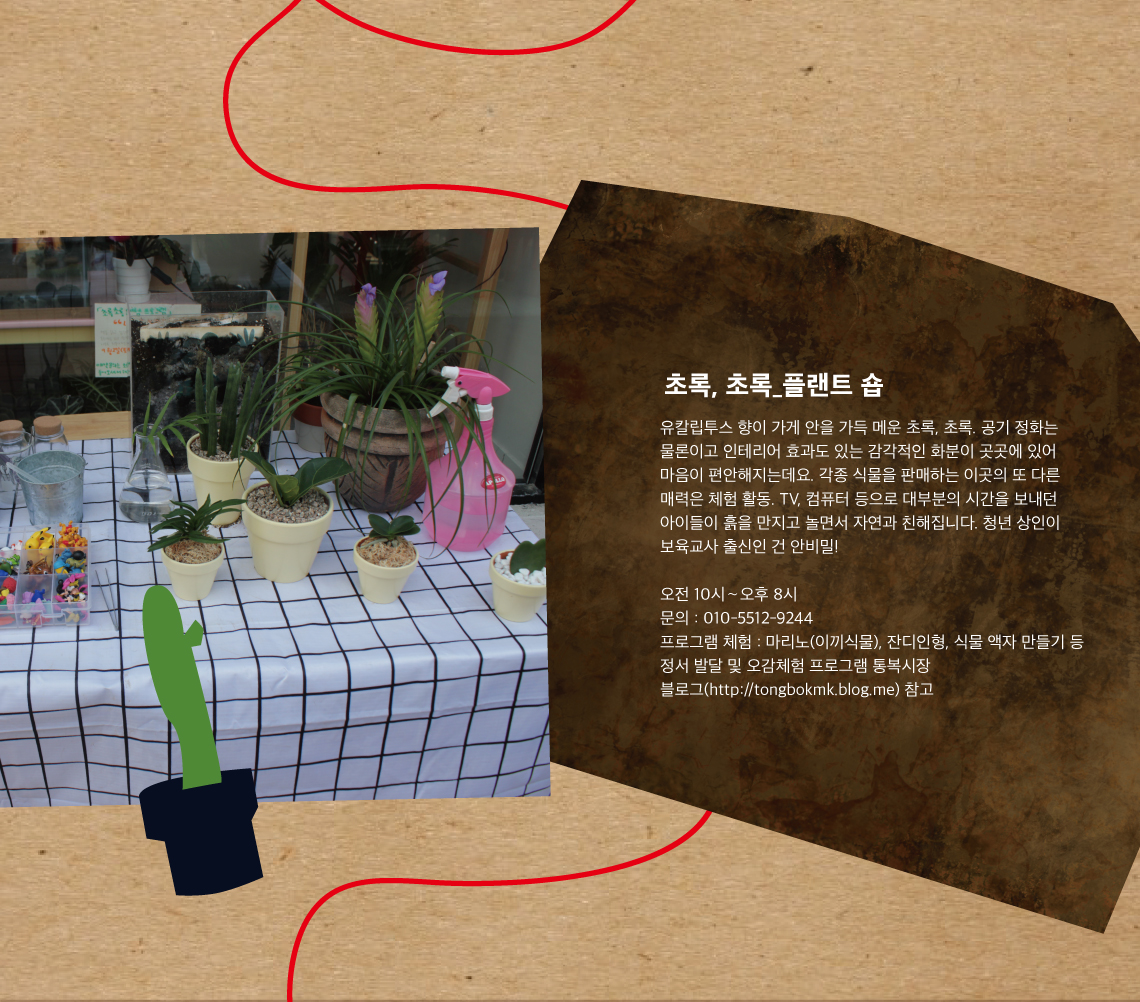 초록, 초록_플랜트 숍
유칼립투스 향이 가게 안을 가득 메운 초록, 초록. 공기 정화는
물론이고 인테리어 효과도 있는 감각적인 화분이 곳곳에 있어
마음이 편안해지는데요. 각종 식물을 판매하는 이곳의 또 다른
매력은 체험 활동. TV, 컴퓨터 등으로 대부분의 시간을 보내던
아이들이 흙을 만지고 놀면서 자연과 친해집니다. 청년 상인이
보육교사 출신인 건 안비밀!
오전 10시~오후 8시
문의 : 010-5512-9244
프로그램 체험 : 마리노(이끼식물), 잔디인형, 식물 액자 만들기 등
정서 발달 및 오감체험 프로그램 통복시장
블로그(http://tongbokmk.blog.me) 참고